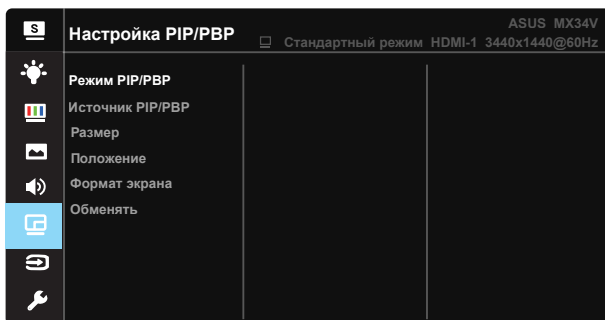 S
Настройка PIP/PBP
ASUS MX34V
Стандартный режим HDMI-1 3440x1440@60Hz
Режим PIP/PBP
Источник PIP/PBP
Размер
Положение
Формат экрана
Обменять